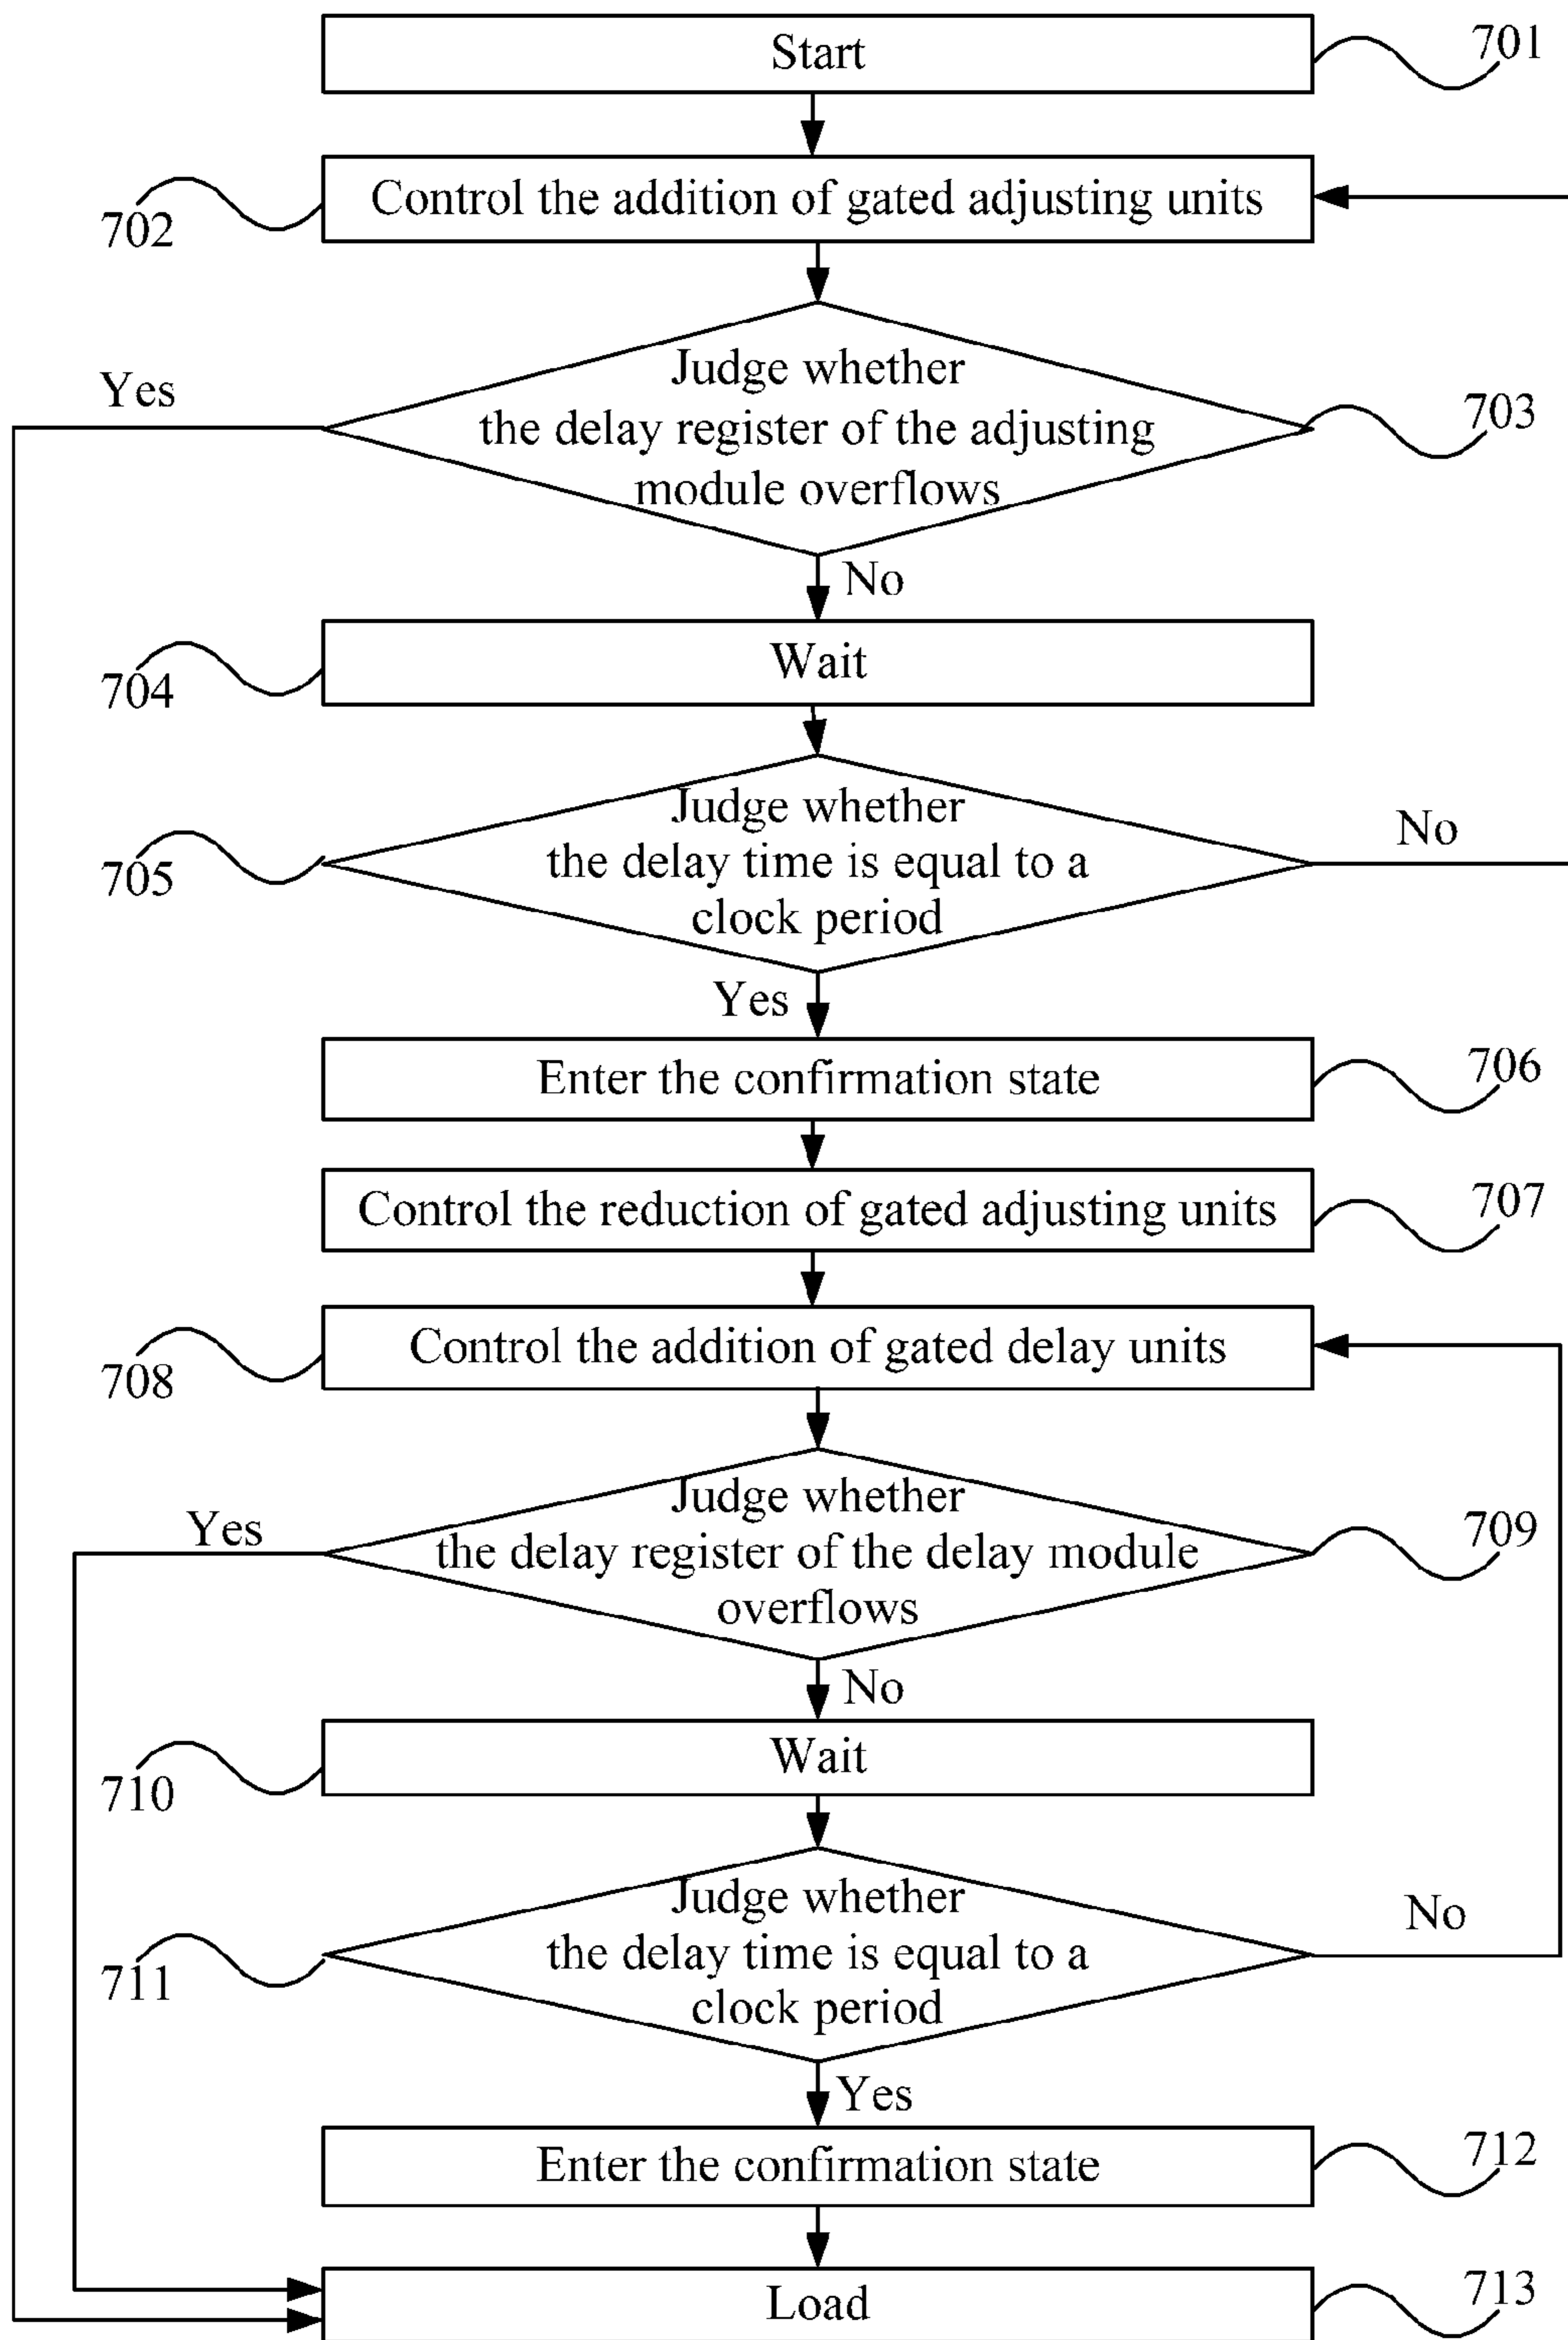 Start
701
Control the addition of gated adjusting units
702
Judge whether
the delay register of the adjusting
module overflows
Yes
703
No
Wait
704
Judge whether
the delay time is equal to a
clock period
No
705
Yes
Enter the confirmation state
706
Control the reduction of gated adjusting units
707
Control the addition of gated delay units
708
Judge whether
the delay register of the delay module
overflows
Yes
709
No
Wait
710
Judge whether
the delay time is equal to a
clock period
No
711
Yes
Enter the confirmation state
712
Load
713